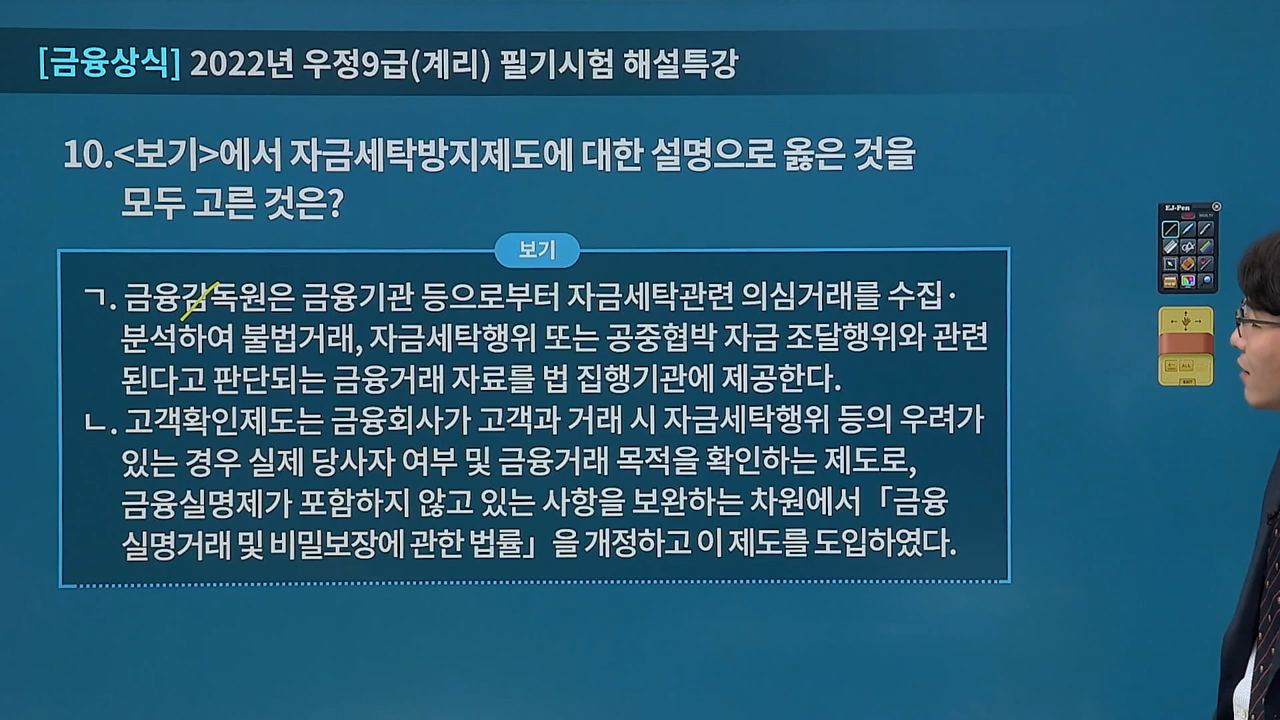 [금융상식] 2022년 우정9급(계리) 필기시험 해설특강
10.<보기>에서 자금세탁방지제도에 대한 설명으로 옳은 것을
모두 고른 것은?
보기
ㄱ. 금융감독원은 금융기관 등으로부터 자금세탁관련 의심거래를 수집·
분석하여 불법거래, 자금세탁행위 또는 공중협박 자금 조달행위와 관련
된다고 판단되는 금융거래 자료를 법 집행기관에 제공한다.
ㄴ. 고객확인제도는 금융회사가 고객과 거래 시 자금세탁행위 등의 우려가
있는 경우 실제 당사자 여부 및 금융거래 목적을 확인하는 제도로,
금융실명제가 포함하지 않고 있는 사항을 보완하는 차원에서「금융
실명거래 및 비밀보장에 관한 법률」을 개정하고 이 제도를 도입하였다.
EJ-Pen
ALL
EXIT